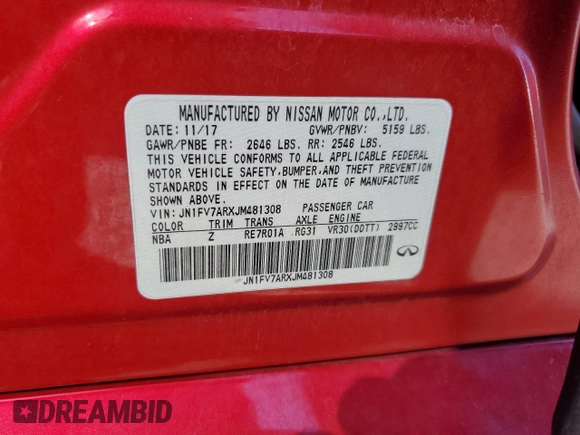 MANUFACTURED BY NISSAN MOTOR CO.,LTD.
DATE: 11/17 GVWR/PNBV: 5159 LBS.
GAWR/PNBE FR: 2646 LBS. RR: 2546 LBS.
THIS VEHICLE CONFORMS TO ALL APPLICABLE FEDERAL
MOTOR VEHICLE SAFETY,BUMPER,AND THEFT PREVENTION
STANDARDS IN EFFECT ON THE DATE OF MANUFACTURE
SHOWN ABOVE.
VIN: JN1FV7ARXJM481308 PASSENGER CAR
COLOR TRIM TRANS AXLE ENGINE
NBA Z RE7R01A RG31 VR30(DDTT) 2997CC
JN1FV7ARXJM481308
DREAMBID